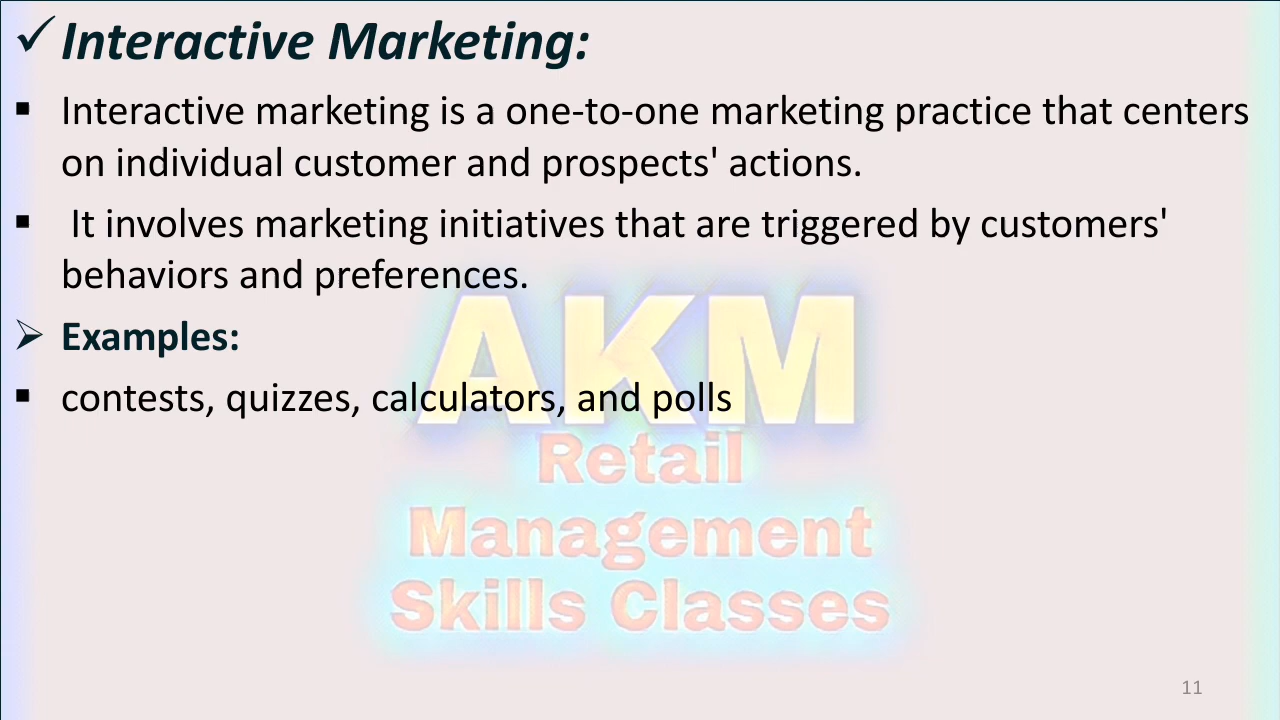 ✓ Interactive Marketing:
▪ Interactive marketing is a one-to-one marketing practice that centers
on individual customer and prospects' actions.
▪ It involves marketing initiatives that are triggered by customers'
behaviors and preferences.
➢ Examples:
▪ contests, quizzes, calculators, and polls
AKM
Retail
Management
Skills Classes
11